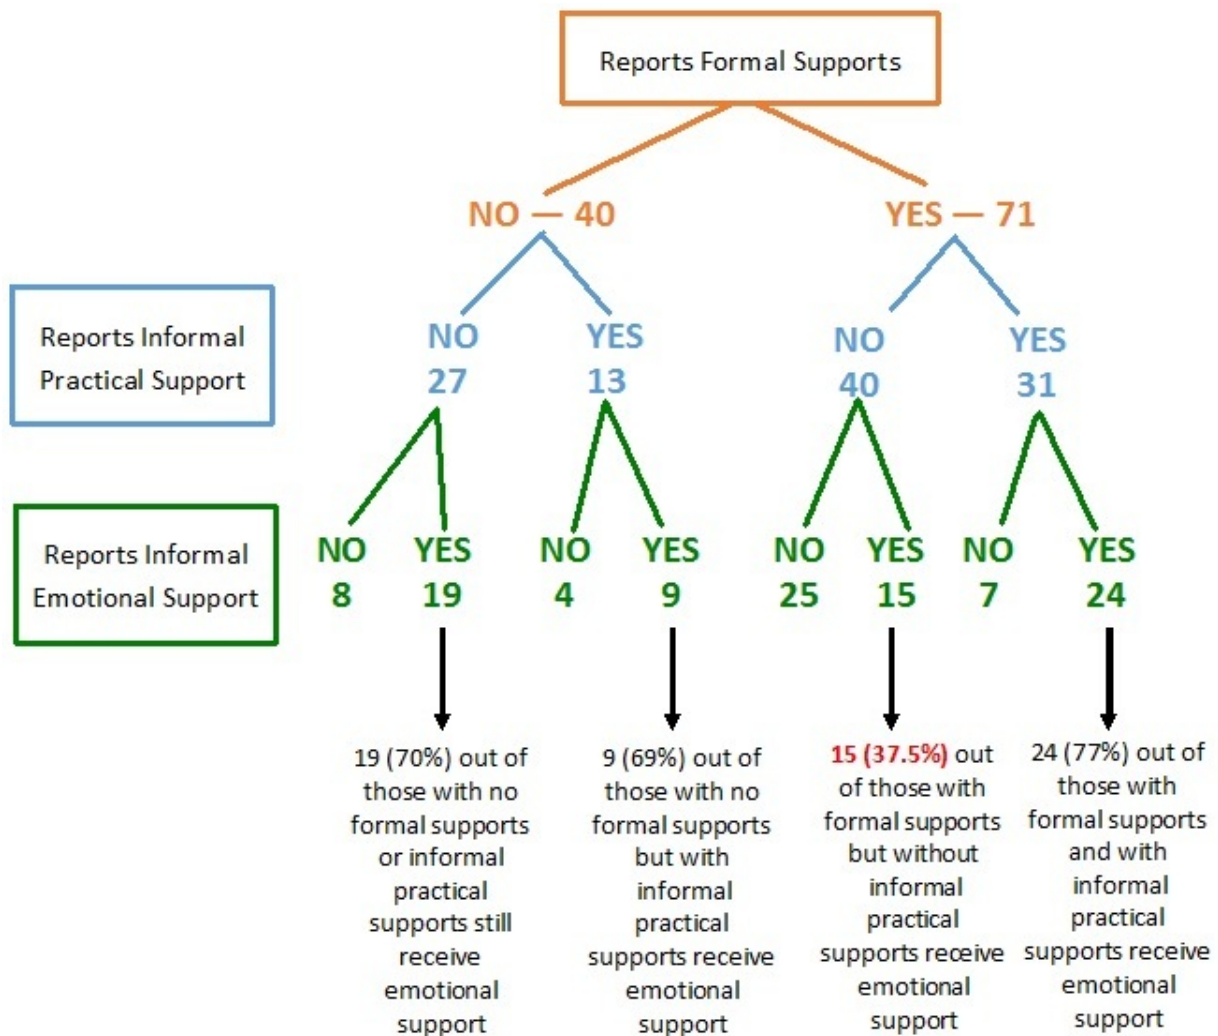 Reports Formal Supports
NO — 40
YES — 71
Reports Informal
Practical Support
NO
27
YES
13
NO
40
YES
31
Reports Informal
Emotional Support
NO
8
YES
19
NO
4
YES
9
NO
25
YES
15
NO
7
YES
24
19 (70%) out of
those with no
formal supports
or informal
practical
supports still
receive
emotional
support
9 (69%) out of
those with no
formal supports
but with
informal
practical
supports receive
emotional
support
15 (37.5%) out
of those with
formal supports
but without
informal
practical
supports receive
emotional
support
24 (77%) out of
those with
formal supports
and with
informal
practical
supports receive
emotional
support